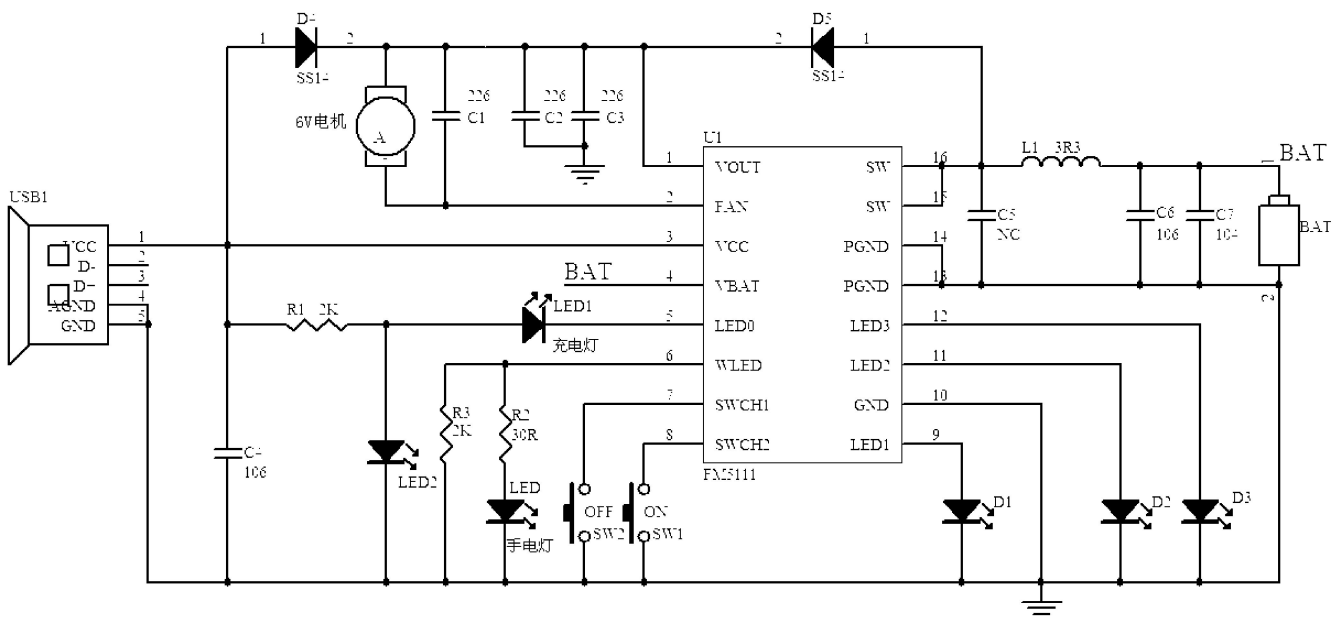 D4
D5
1
2
2
1
SS14
SS14
226
C1
226
C2
226
C3
6V电机
A
U1
1
VOUT
SW
16
2
FAN
SW
15
3
VCC
PGND
14
4
VBAT
PGND
13
5
LED0
LED3
12
6
WLED
LED2
11
7
SWCH1
GND
10
8
SWCH2
LED1
9
FM5111
L1
3R3
1
BAT
BAT
2
C5
NC
C6
106
C7
104
USB1
VCC
1
D-
2
D+
3
AGND
4
GND
5
BAT
R1
2K
LED1
充电灯
R3
2K
R2
30R
C4
106
LED2
LED
手电灯
OFF
SW2
ON
SW1
D1
D2
D3